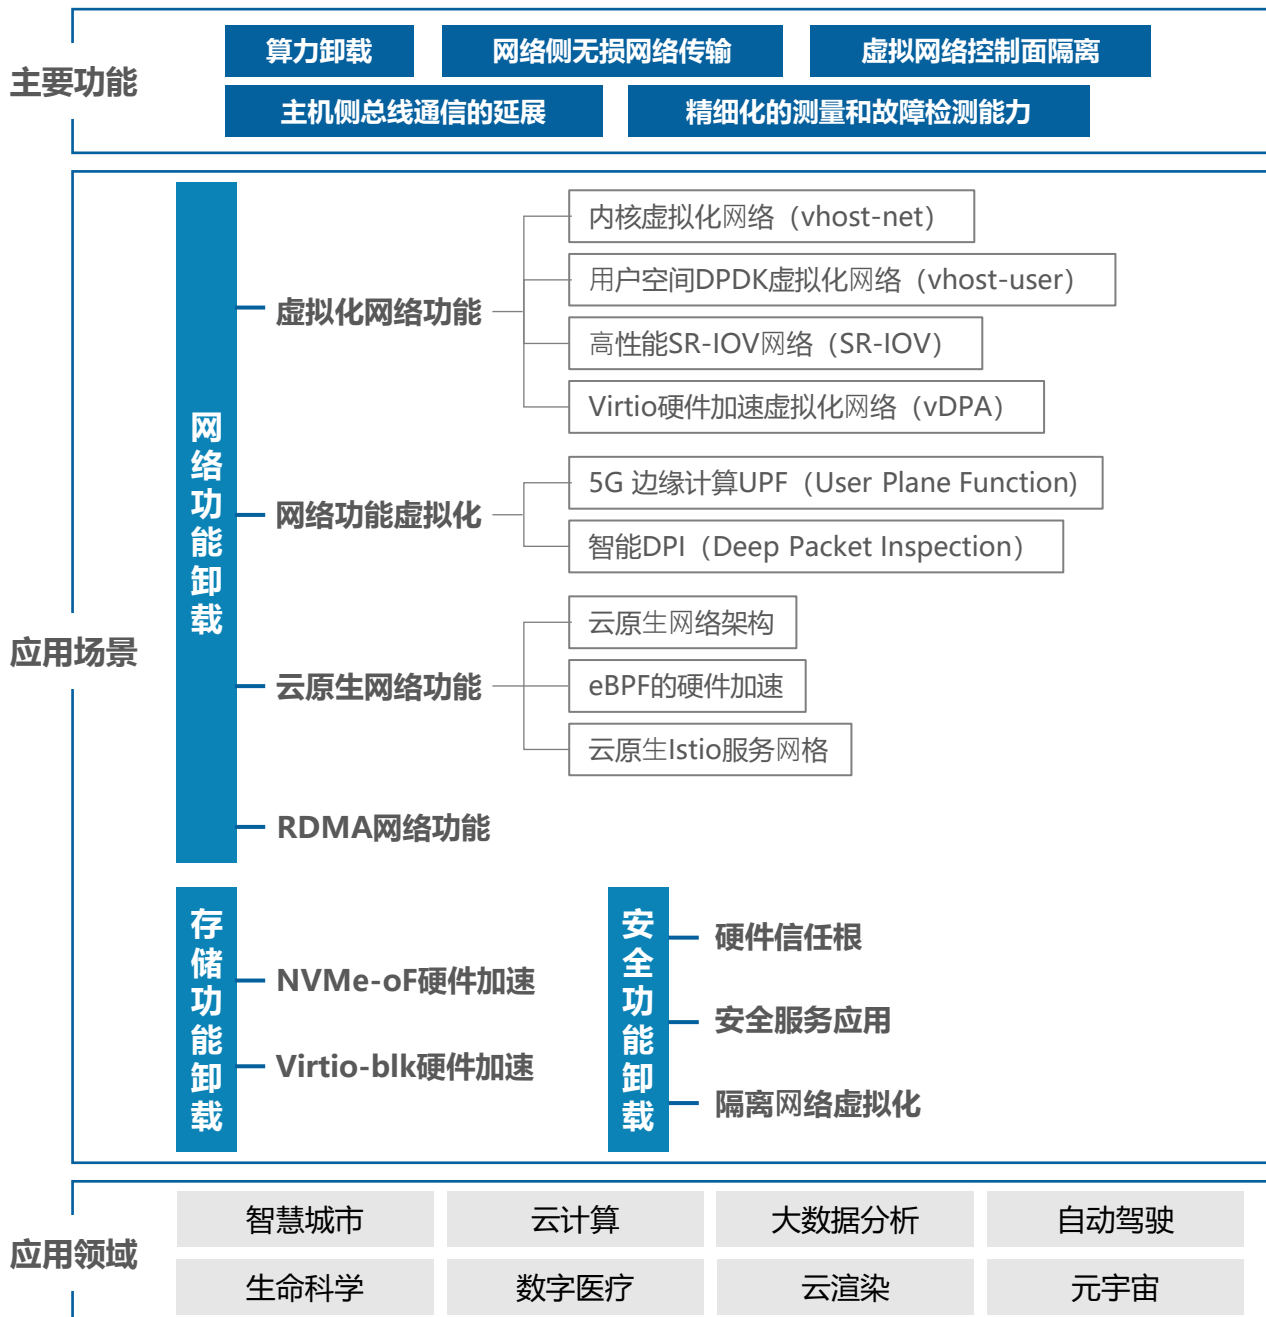 主要功能
算力卸载
网络侧无损网络传输
虚拟网络控制面隔离
主机侧总线通信的延展
精细化的测量和故障检测能力
应用场景
网络功能卸载
虚拟化网络功能
内核虚拟化网络（vhost-net）
用户空间DPDK虚拟化网络（vhost-user）
高性能SR-IOV网络（SR-IOV）
Virtio硬件加速虚拟化网络（vDPA）
网络功能虚拟化
5G 边缘计算UPF（User Plane Function)
智能DPI（Deep Packet Inspection）
云原生网络功能
云原生网络架构
eBPF的硬件加速
云原生Istio服务网格
RDMA网络功能
存储功能卸载
NVMe-oF硬件加速
Virtio-blk硬件加速
安全功能卸载
硬件信任根
安全服务应用
隔离网络虚拟化
应用领域
智慧城市
云计算
大数据分析
自动驾驶
生命科学
数字医疗
云渲染
元宇宙